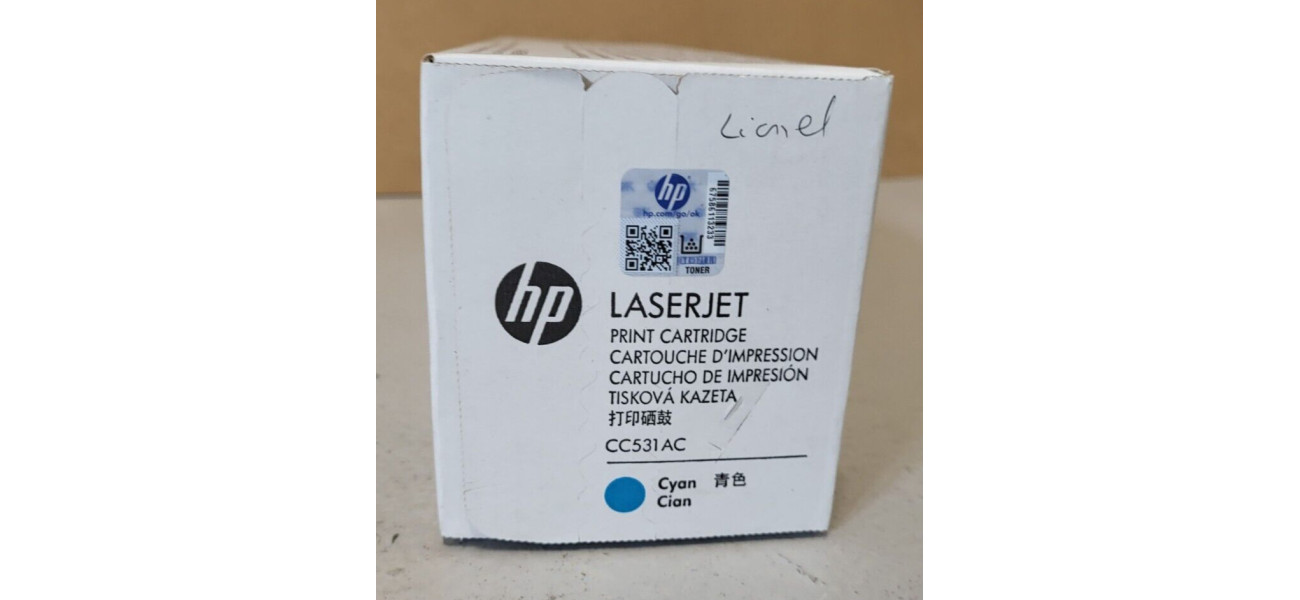 Lionel
hp
hp.com/go/ok
67586113233
TONER
hp
LASERJET
PRINT CARTRIDGE
CARTOUCHE D'IMPRESSION
CARTUCHO DE IMPRESIÓN
TISKOVÁ KAZETA
打印硒鼓
CC531AC
Cyan 青色
Cian